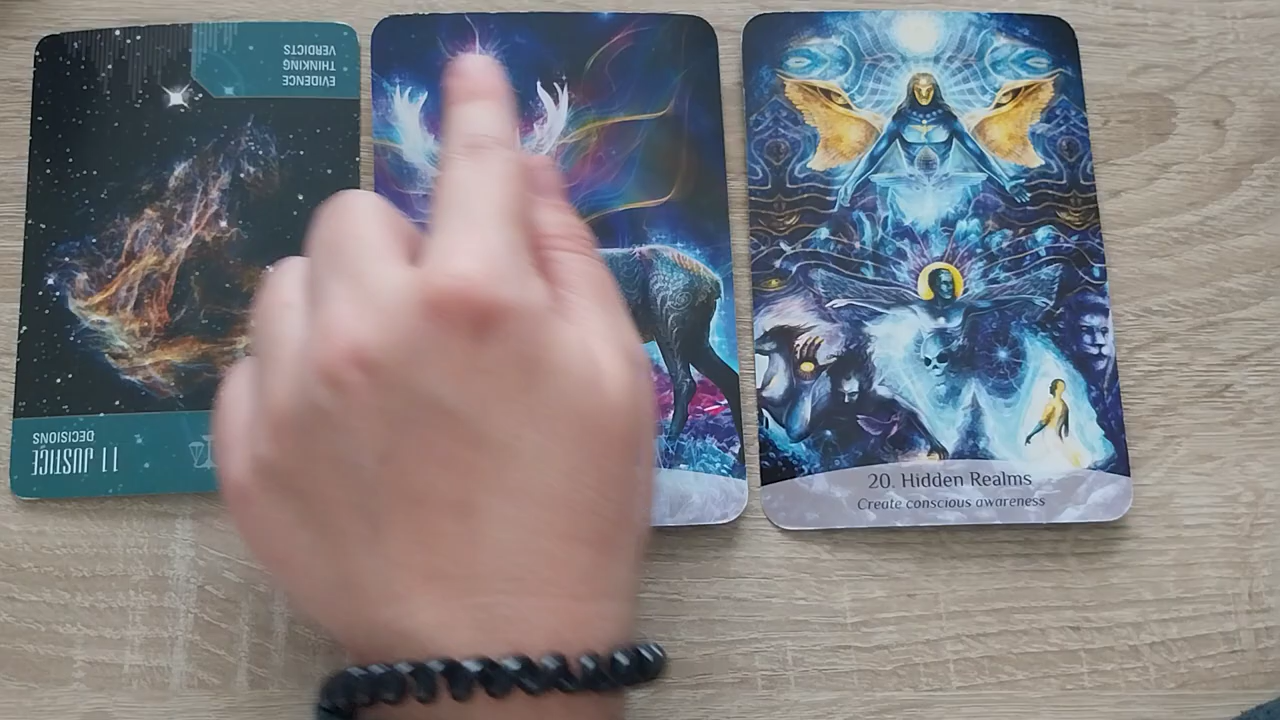 EVIDENCE
THINKING
VERDICTS
11 JUSTICE
DECISIONS
20. Hidden Realms
Create conscious awareness